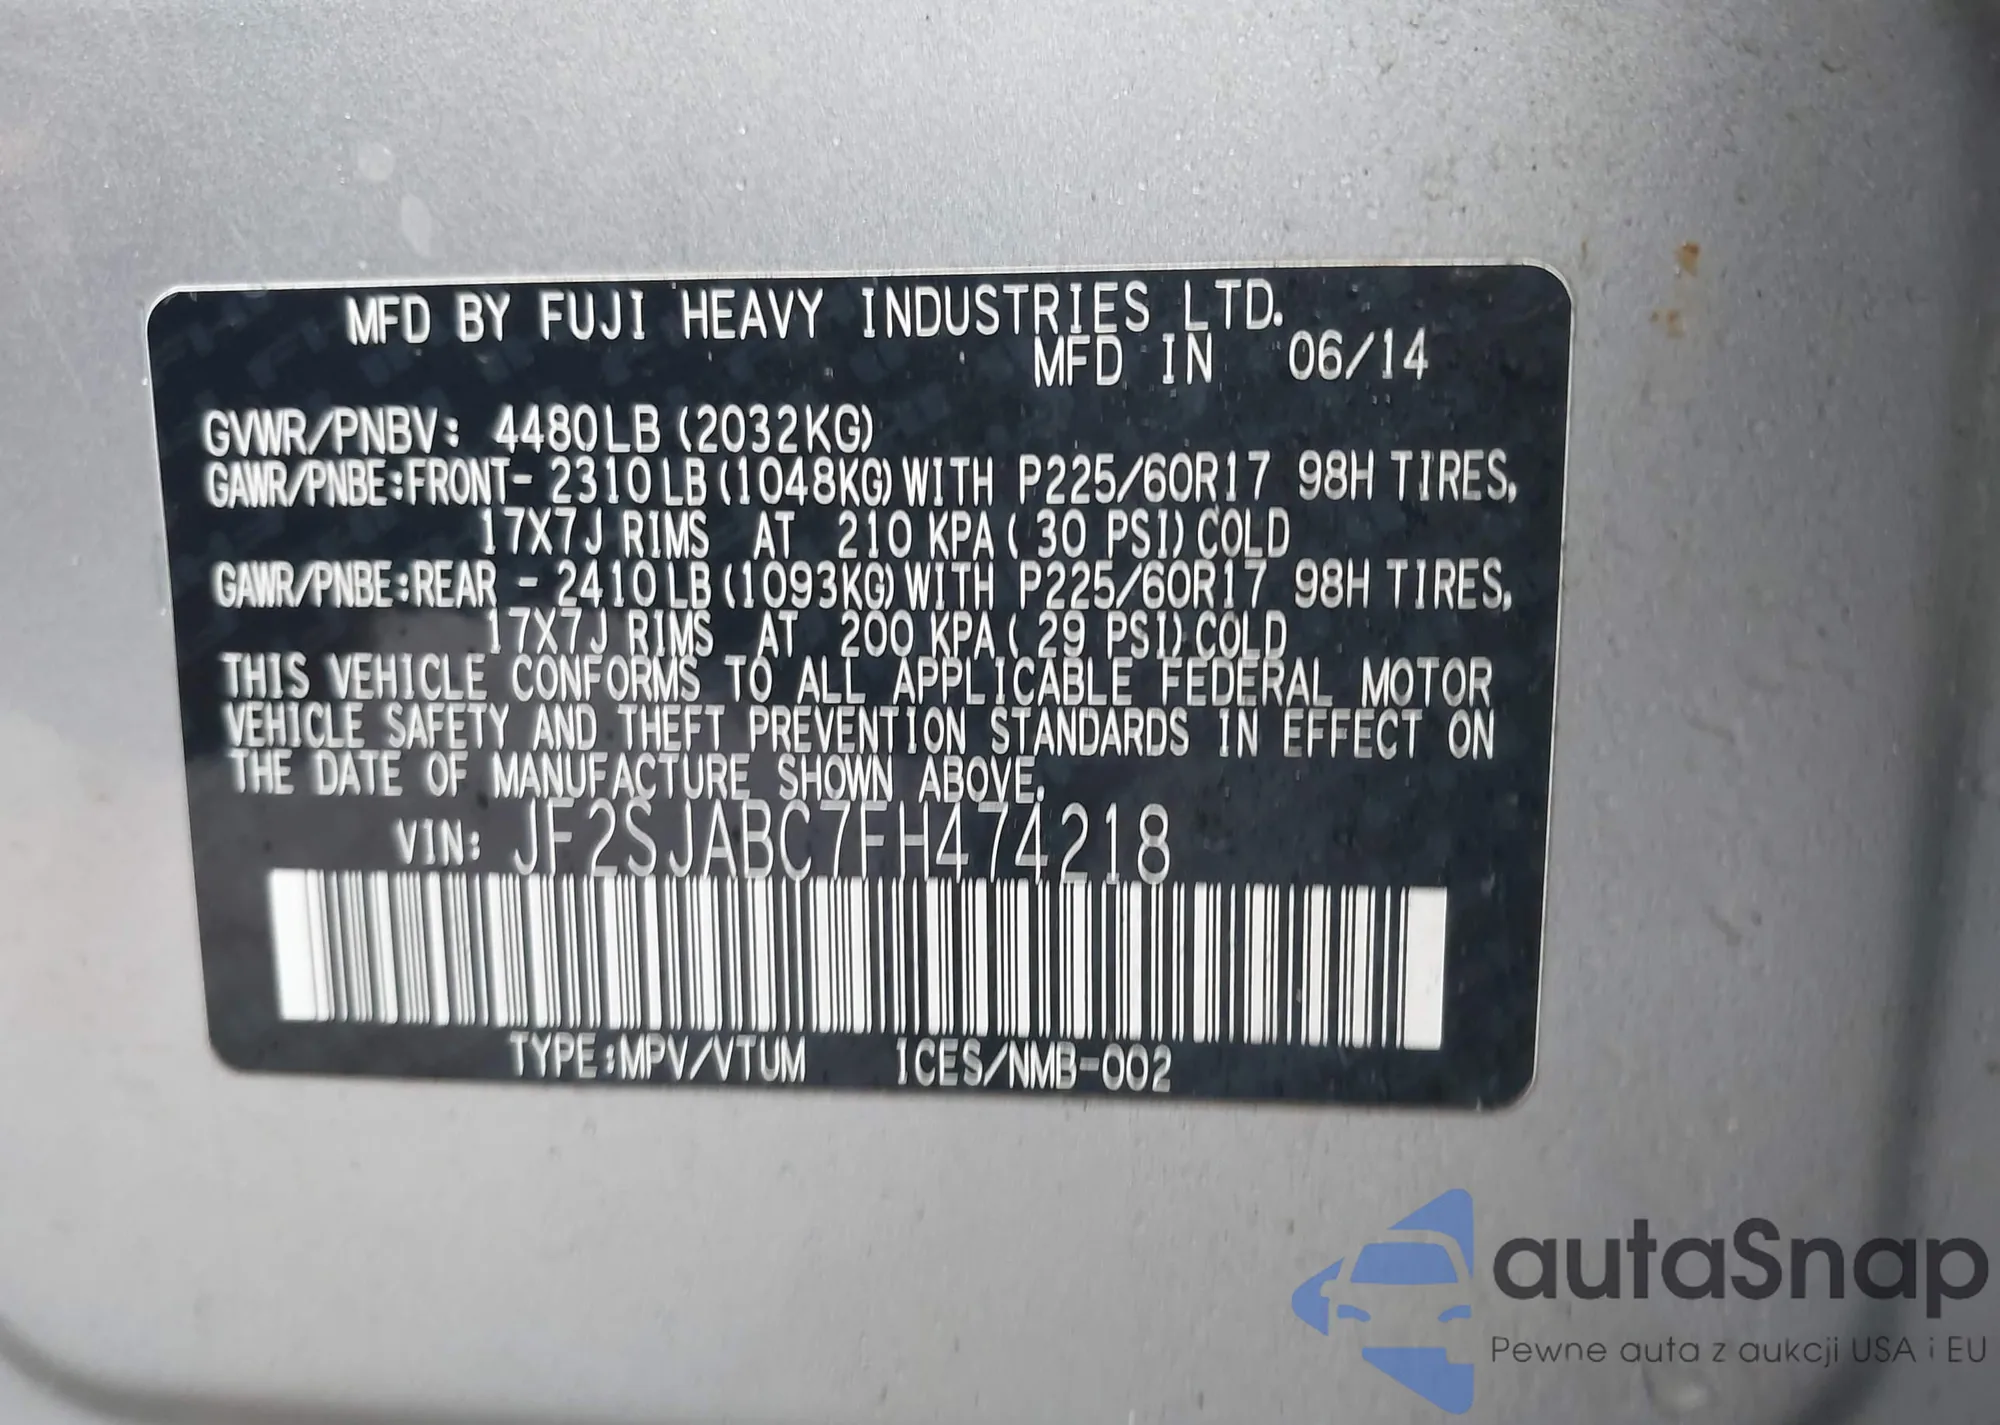 MFD BY FUJI HEAVY INDUSTRIES LTD.
MFD IN 06/14
GVWR/PNBV: 4480LB (2032KG)
GAWR/PNBE:FRONT- 2310LB (1048KG) WITH P225/60R17 98H TIRES,
17X7J RIMS AT 210 KPA ( 30 PSI) COLD
GAWR/PNBE:REAR - 2410LB (1093KG) WITH P225/60R17 98H TIRES,
17X7J RIMS AT 200 KPA ( 29 PSI) COLD
THIS VEHICLE CONFORMS TO ALL APPLICABLE FEDERAL MOTOR
VEHICLE SAFETY AND THEFT PREVENTION STANDARDS IN EFFECT ON
THE DATE OF MANUFACTURE SHOWN ABOVE.
VIN: JF2SJABC7FH474218
TYPE:MPV/VTUM ICES/NMB-002
autaSnap
Pewne auta z aukcji USA i EU